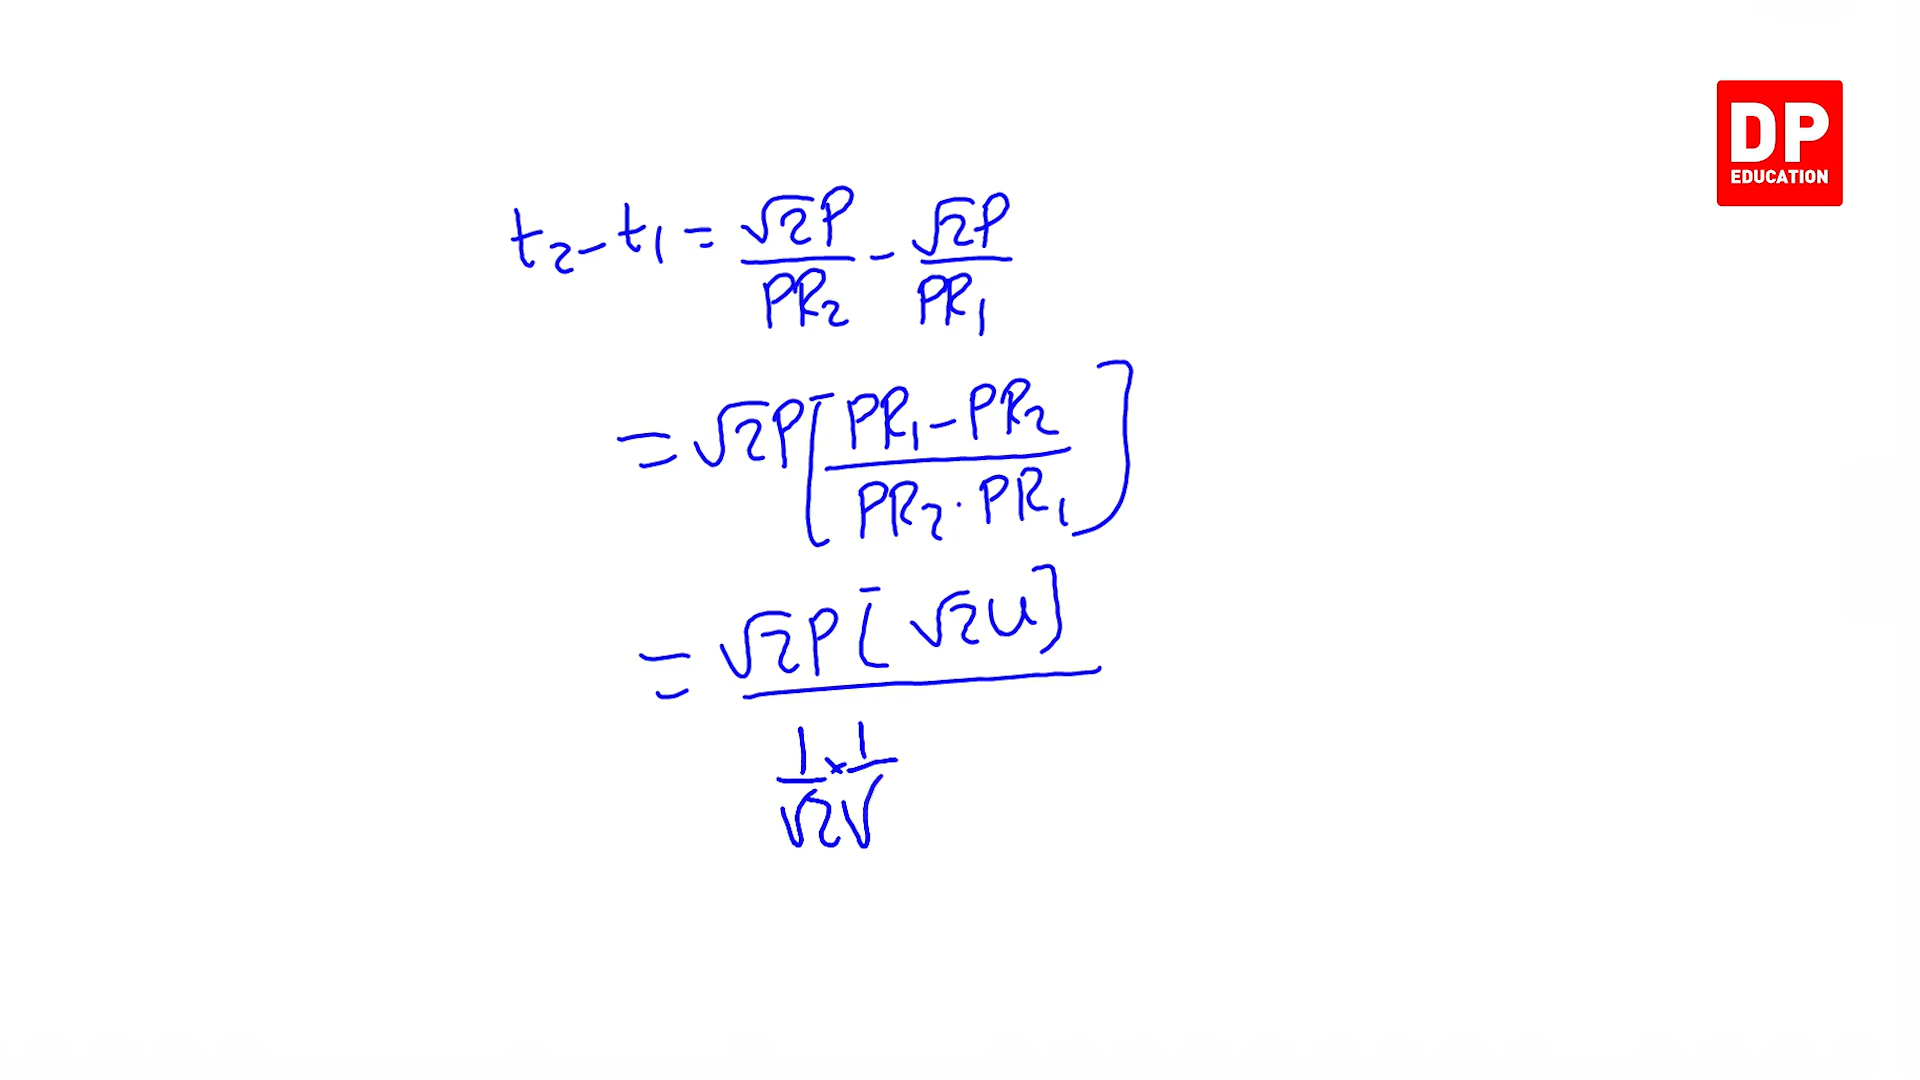 DP
EDUCATION
t₂ - t₁ = √2P/PR₂ - √2P/PR₁
= √2P[(PR₁ - PR₂)/(PR₂ · PR₁)]
= √2P[√2u]/(1/√2 × 1/√)